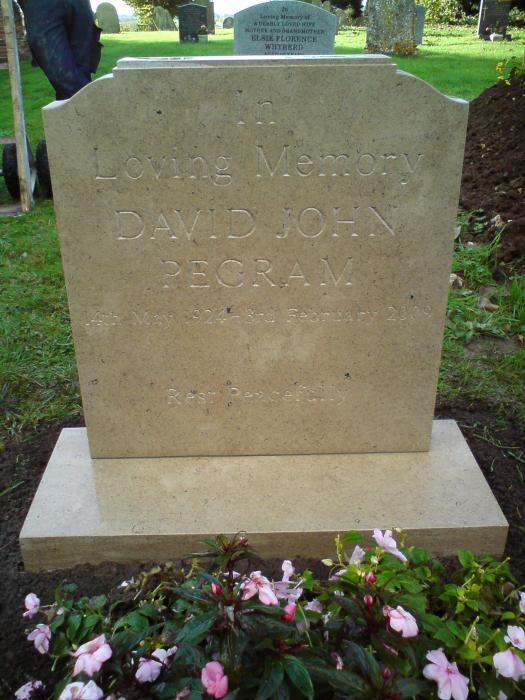 In
Loving Memory of
A DEARLY LOVED WIFE
MOTHER AND GRANDMOTHER
ELSIE FLORENCE
WHYBERD
In
Loving Memory
DAVID JOHN
PEGRAM
14th May 1924 - 3rd February 2009
Rest Peacefully